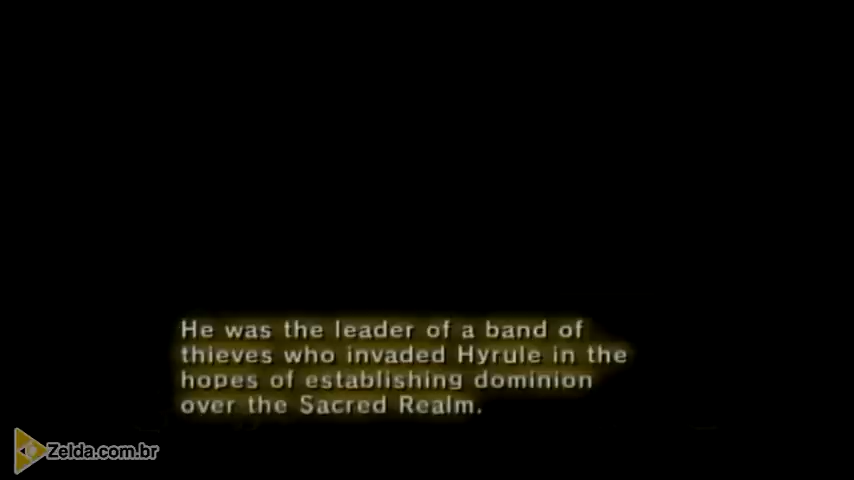 He was the leader of a band of
thieves who invaded Hyrule in the
hopes of establishing dominion
over the Sacred Realm.
Zelda.com.br